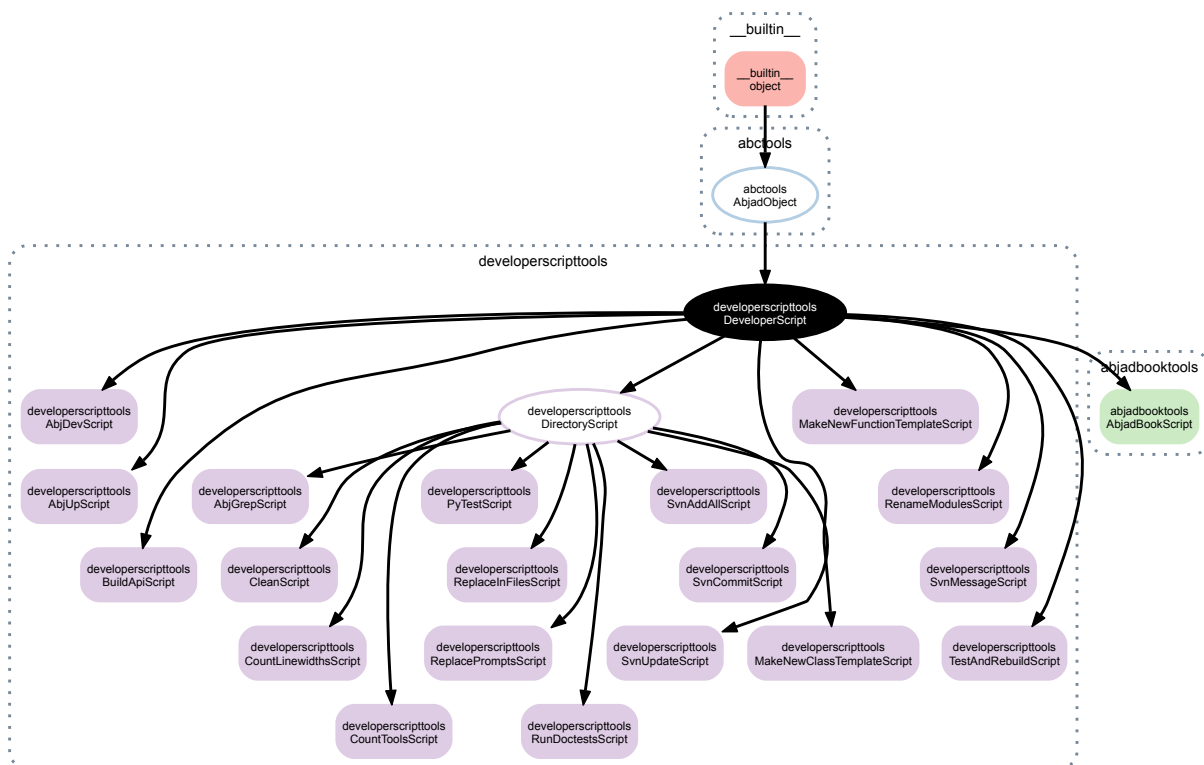 __builtin__
__builtin__
object
abctools
abctools
AbjadObject
developerscripttools
developerscripttools
DeveloperScript
abjadbooktools
developerscripttools
AbjDevScript
developerscripttools
DirectoryScript
developerscripttools
MakeNewFunctionTemplateScript
abjadbooktools
AbjadBookScript
developerscripttools
AbjUpScript
developerscripttools
AbjGrepScript
developerscripttools
PyTestScript
developerscripttools
SvnAddAllScript
developerscripttools
RenameModulesScript
developerscripttools
BuildApiScript
developerscripttools
CleanScript
developerscripttools
ReplaceInFilesScript
developerscripttools
SvnCommitScript
developerscripttools
SvnMessageScript
developerscripttools
CountLinewidthsScript
developerscripttools
ReplacePromptsScript
developerscripttools
SvnUpdateScript
developerscripttools
MakeNewClassTemplateScript
developerscripttools
TestAndRebuildScript
developerscripttools
CountToolsScript
developerscripttools
RunDoctestsScript